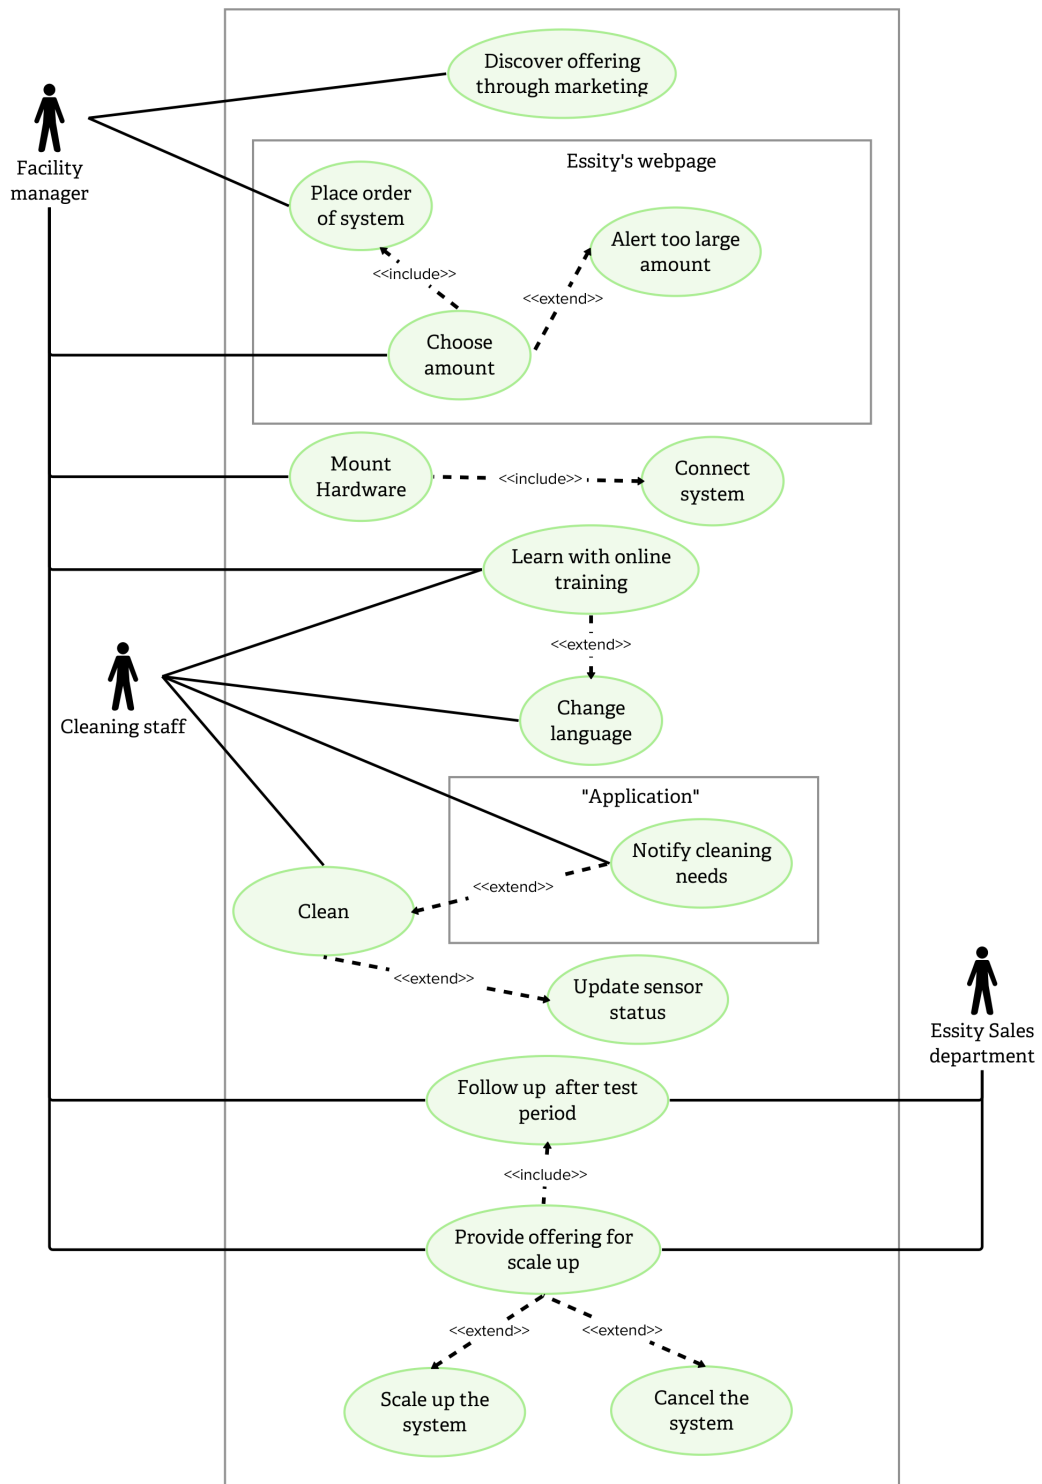 Discover offering
through marketing
Facility
manager
Essity's webpage
Place order
of system
Alert too large
amount
<<include>>
<<extend>>
Choose
amount
Mount
Hardware
<<include>>
Connect
system
Learn with online
training
<<extend>>
Cleaning staff
Change
language
"Application"
Notify cleaning
needs
<<extend>>
Clean
<<extend>>
Update sensor
status
Essity Sales
department
Follow up  after test
period
<<include>>
Provide offering for
scale up
<<extend>>
<<extend>>
Scale up the
system
Cancel the
system